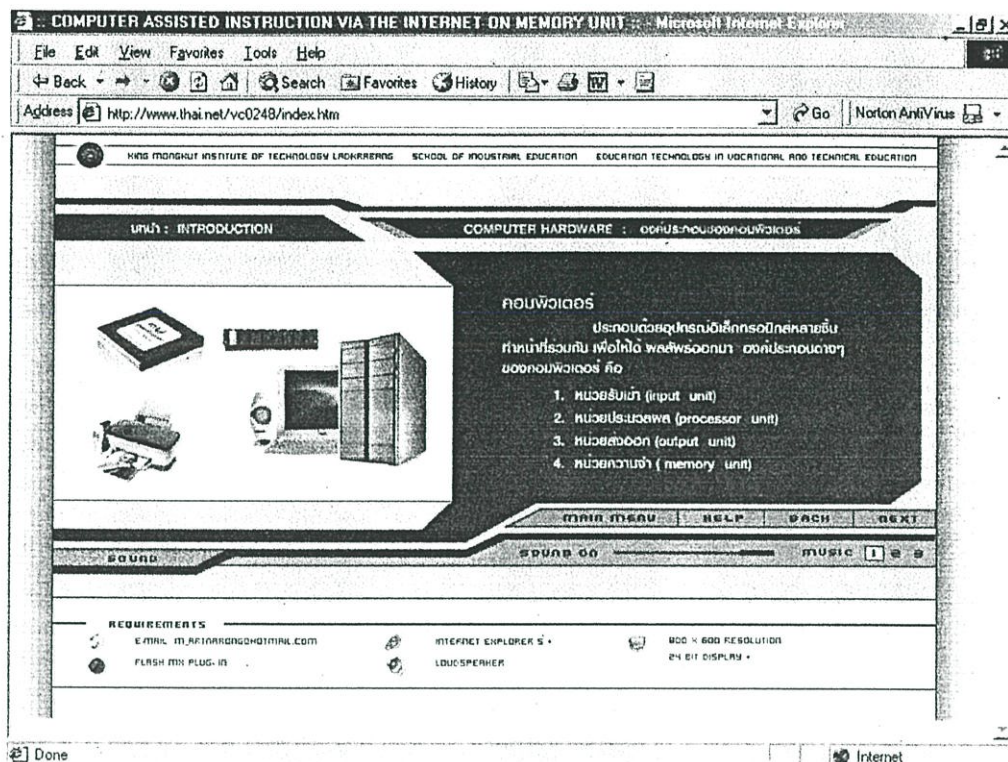 :: COMPUTER ASSISTED INSTRUCTION VIA THE INTERNET ON MEMORY UNIT :: - Microsoft Internet Explorer
File Edit View Favorites Tools Help
Back Search Favorites History
Address http://www.thai.net/vc0248/index.htm Go Norton AntiVirus
KING MONGKUT INSTITUTE OF TECHNOLOGY LADKRABANG SCHOOL OF INDUSTRIAL EDUCATION EDUCATION TECHNOLOGY IN VOCATIONAL AND TECHNICAL EDUCATION
บทนำ : INTRODUCTION COMPUTER HARDWARE : องค์ประกอบของคอมพิวเตอร์
คอมพิวเตอร์
ประกอบด้วยอุปกรณ์อิเล็กทรอนิกส์หลายชิ้น
ทำหน้าที่ร่วมกัน เพื่อให้ได้ ผลลัพธ์ออกมา องค์ประกอบต่างๆ
ของคอมพิวเตอร์ คือ
1. หน่วยรับเข้า (input unit)
2. หน่วยประมวลผล (processor unit)
3. หน่วยส่งออก (output unit)
4. หน่วยความจำ ( memory unit)
MAIN MENU HELP BACK NEXT
SOUND SOUND ON MUSIC 1 2 3
REQUIREMENTS
E-MAIL INTERNET EXPLORER 5 + 800 X 600 RESOLUTION
FLASH MX PLUG-IN LOUDSPEAKER 24 BIT DISPLAY +
Done Internet